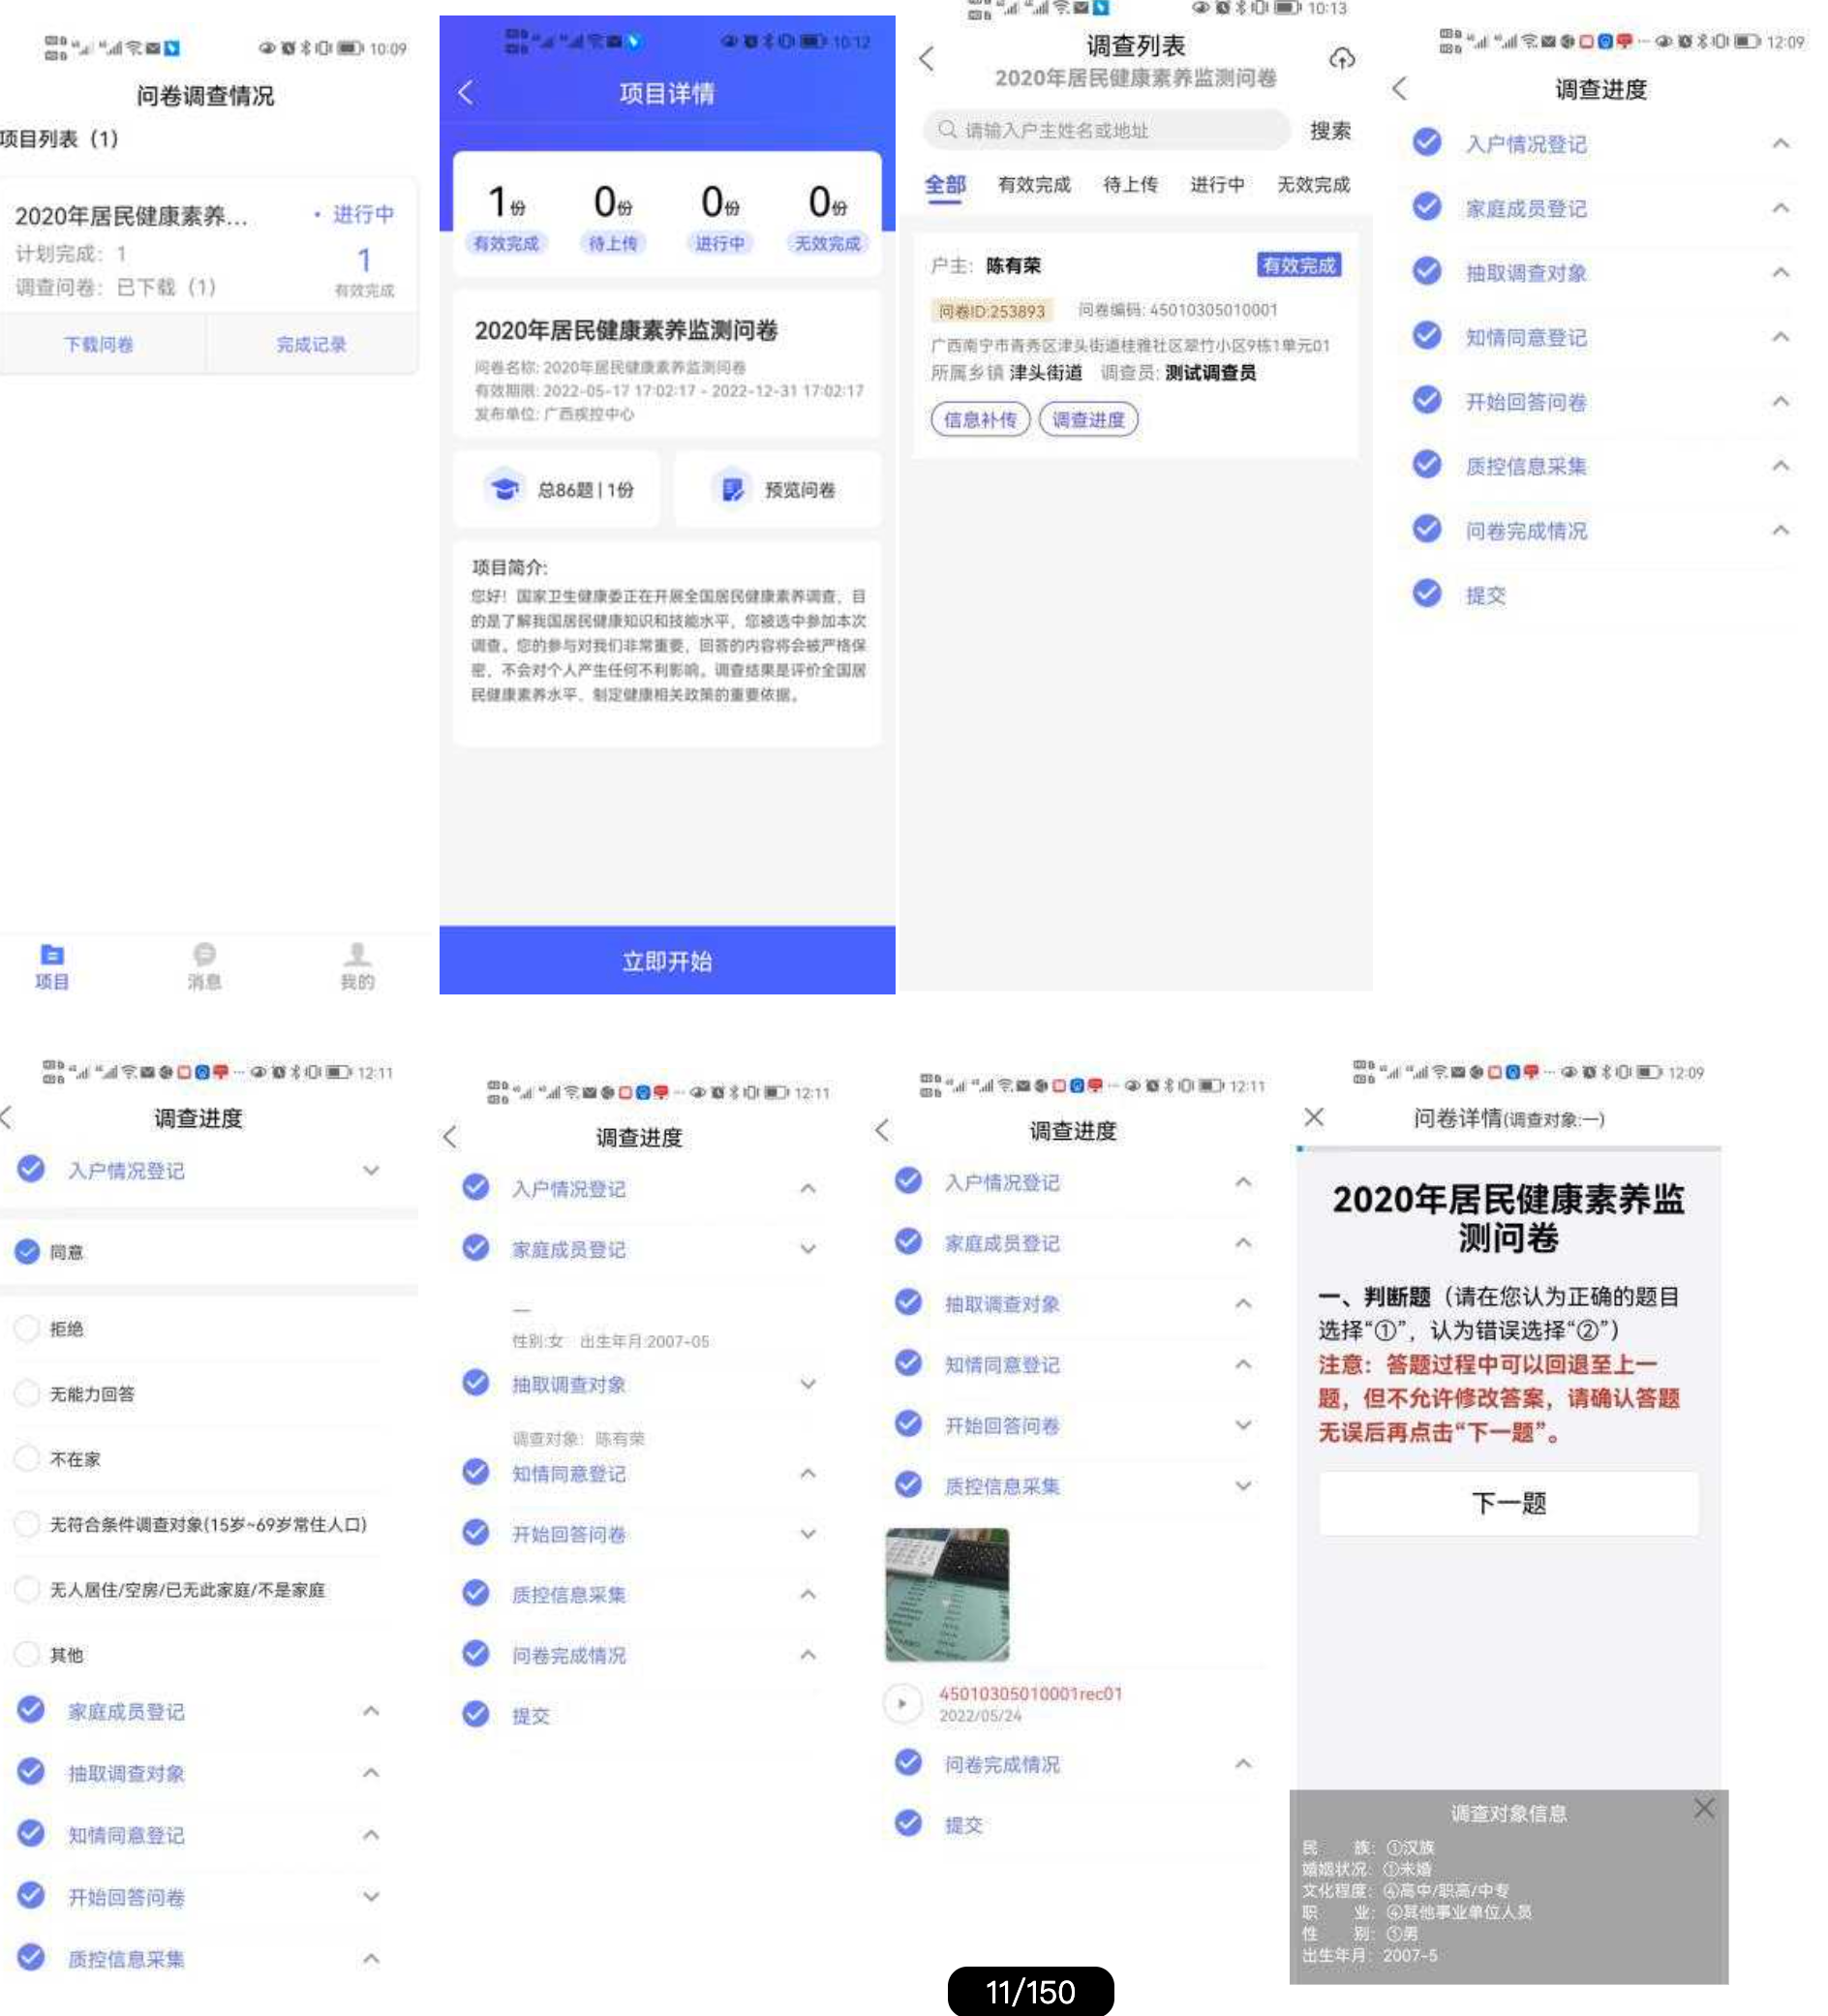 10:09
问卷调查情况
项目列表（1）
2020年居民健康素养...
· 进行中
计划完成：1
1
调查问卷：已下载（1）
有效完成
下载问卷
完成记录
项目
消息
我的
10:12
项目详情
1份
0份
0份
0份
有效完成
待上传
进行中
无效完成
2020年居民健康素养监测问卷
问卷名称: 2020年居民健康素养监测问卷
有效期限: 2022-05-17 17:02:17 - 2022-12-31 17:02:17
发布单位: 广西疾控中心
总86题 | 1份
预览问卷
项目简介:
您好！国家卫生健康委正在开展全国居民健康素养调查，目
的是了解我国居民健康知识和技能水平，您被选中参加本次
调查。您的参与对我们非常重要，回答的内容将会被严格保
密，不会对个人产生任何不利影响。调查结果是评价全国居
民健康素养水平、制定健康相关政策的重要依据。
立即开始
10:13
调查列表
2020年居民健康素养监测问卷
请输入户主姓名或地址
搜索
全部
有效完成
待上传
进行中
无效完成
户主: 陈有荣
有效完成
问卷ID:253893
问卷编码: 45010305010001
广西南宁市青秀区津头街道桂雅社区翠竹小区9栋1单元01
所属乡镇 津头街道 调查员: 测试调查员
信息补传
调查进度
12:09
调查进度
入户情况登记
家庭成员登记
抽取调查对象
知情同意登记
开始回答问卷
质控信息采集
问卷完成情况
提交
12:11
调查进度
入户情况登记
同意
拒绝
无能力回答
不在家
无符合条件调查对象(15岁~69岁常住人口)
无人居住/空房/已无此家庭/不是家庭
其他
家庭成员登记
抽取调查对象
知情同意登记
开始回答问卷
质控信息采集
12:11
调查进度
入户情况登记
家庭成员登记
一
性别:女 出生年月:2007-05
抽取调查对象
调查对象：陈有荣
知情同意登记
开始回答问卷
质控信息采集
问卷完成情况
提交
12:11
调查进度
入户情况登记
家庭成员登记
抽取调查对象
知情同意登记
开始回答问卷
质控信息采集
45010305010001rec01
2022/05/24
问卷完成情况
提交
12:09
问卷详情(调查对象:一)
2020年居民健康素养监
测问卷
一、判断题（请在您认为正确的题目
选择“①”，认为错误选择“②”）
注意：答题过程中可以回退至上一
题，但不允许修改答案，请确认答题
无误后再点击“下一题”。
下一题
调查对象信息
民 族: ①汉族
婚姻状况: ①未婚
文化程度: ④高中/职高/中专
职 业: ④其他事业单位人员
性 别: ①男
出生年月: 2007-5
11/150